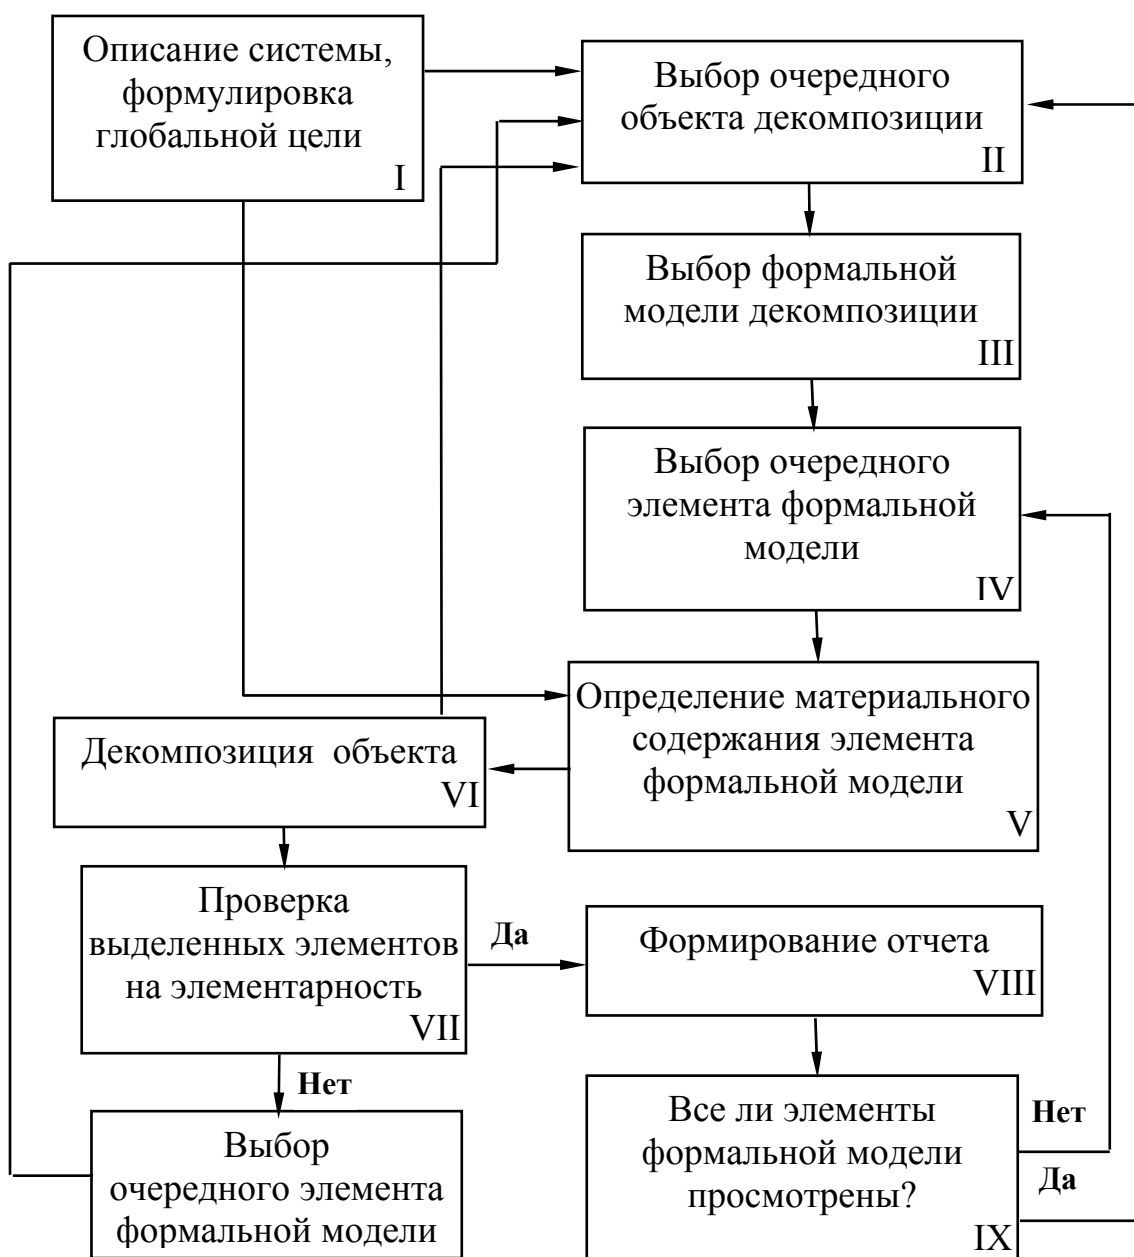 Описание системы,
формулировка
глобальной цели
I
Выбор очередного
объекта декомпозиции
II
Выбор формальной
модели декомпозиции
III
Выбор очередного
элемента формальной
модели
IV
Определение материального
содержания элемента
формальной модели
V
Декомпозиция объекта
VI
Проверка
выделенных элементов
на элементарность
VII
Да
Формирование отчета
VIII
Нет
Выбор
очередного элемента
формальной модели
Все ли элементы
формальной модели
просмотрены?
IX
Нет
Да